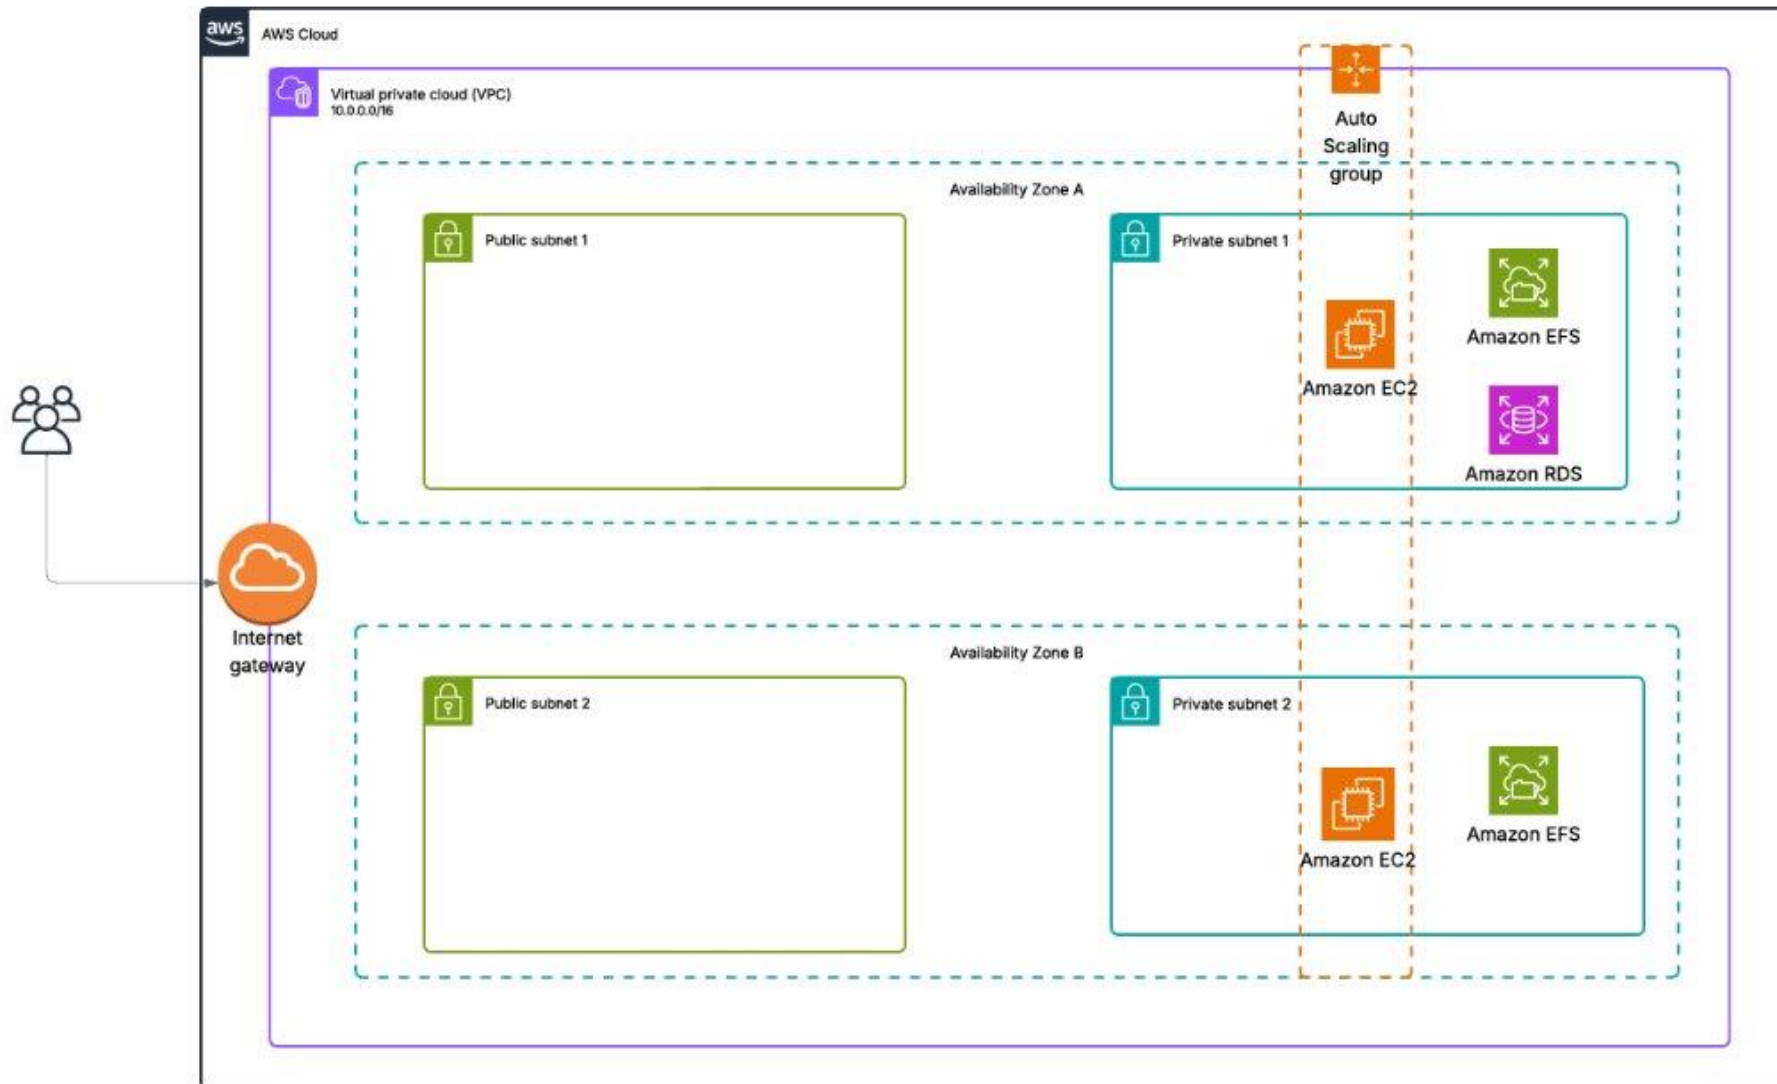 aws
AWS Cloud
Virtual private cloud (VPC)
10.0.0.0/16
Auto
Scaling
group
Availability Zone A
Public subnet 1
Private subnet 1
Amazon EFS
Amazon EC2
Amazon RDS
Internet
gateway
Availability Zone B
Public subnet 2
Private subnet 2
Amazon EFS
Amazon EC2